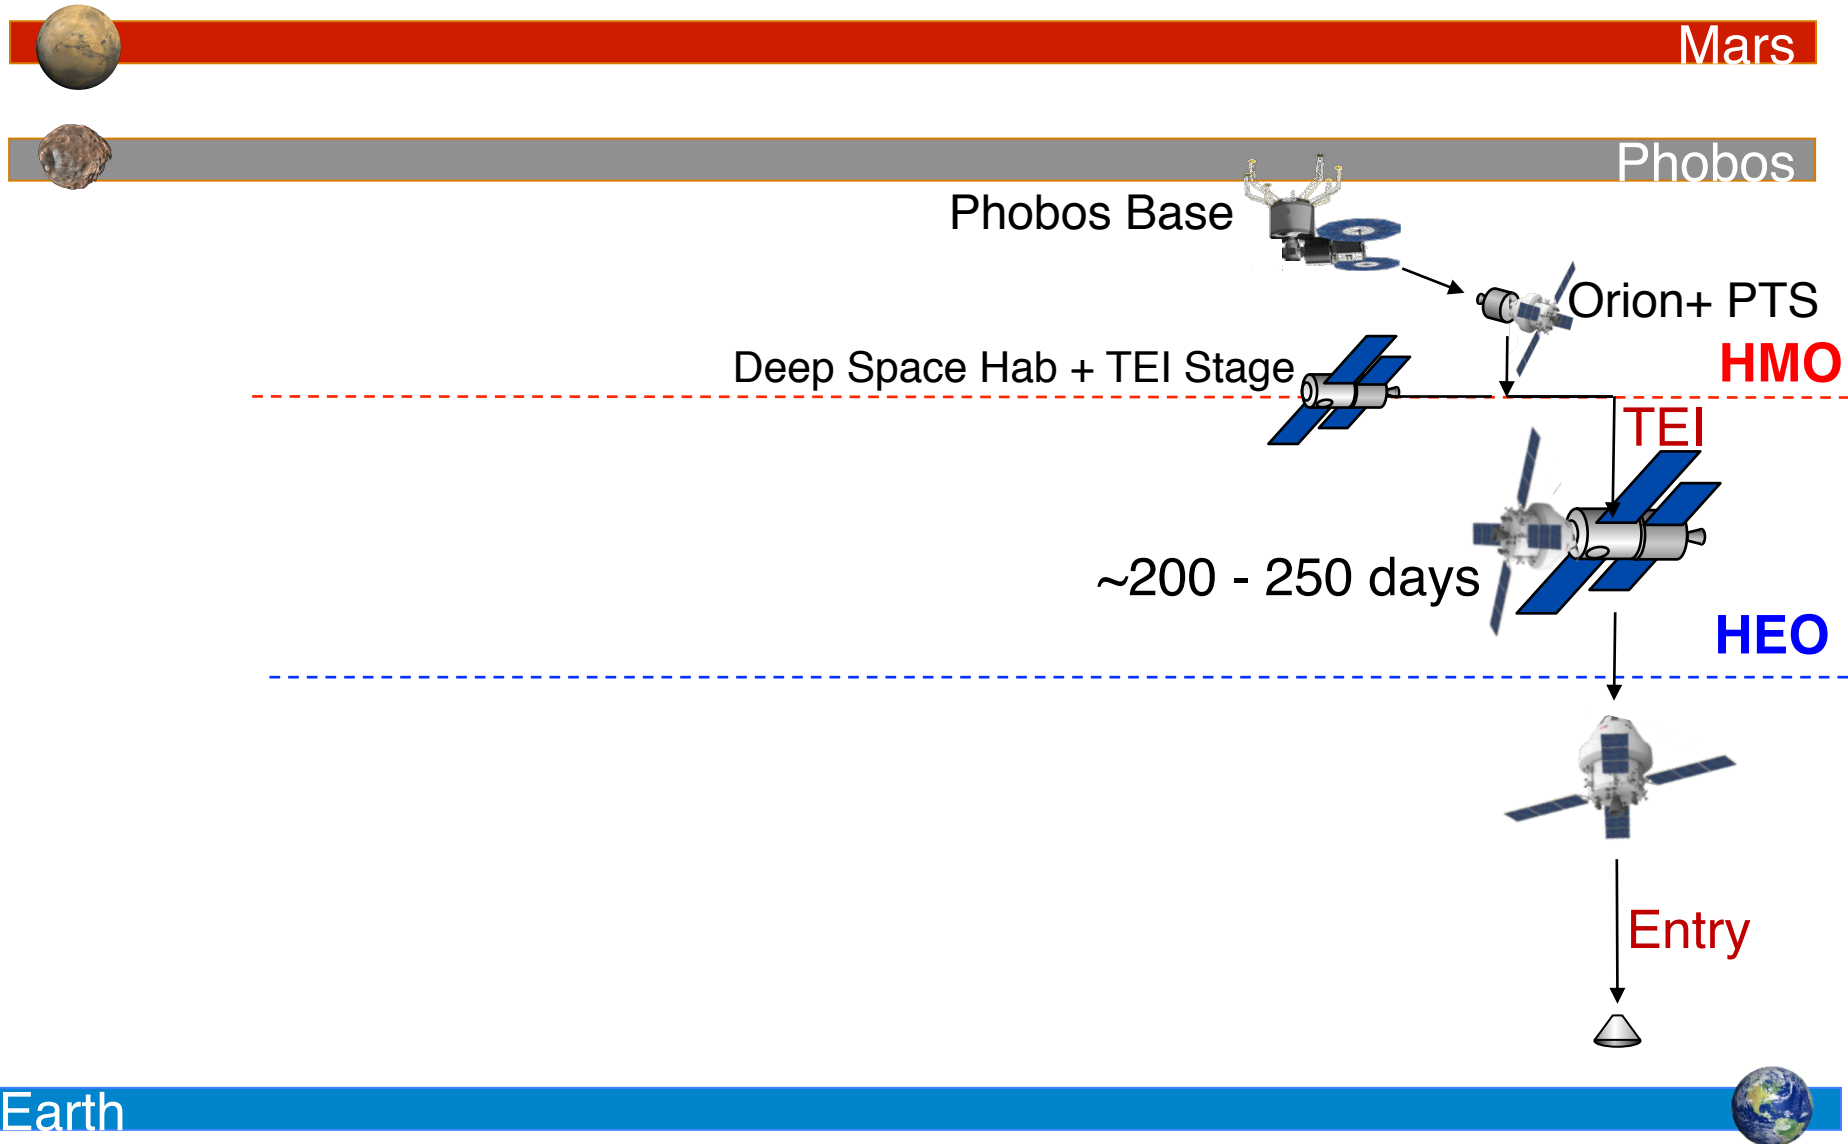 Mars
Phobos
Phobos Base
Orion+ PTS
Deep Space Hab + TEI Stage
HMO
TEI
~200 - 250 days
HEO
Entry
Earth